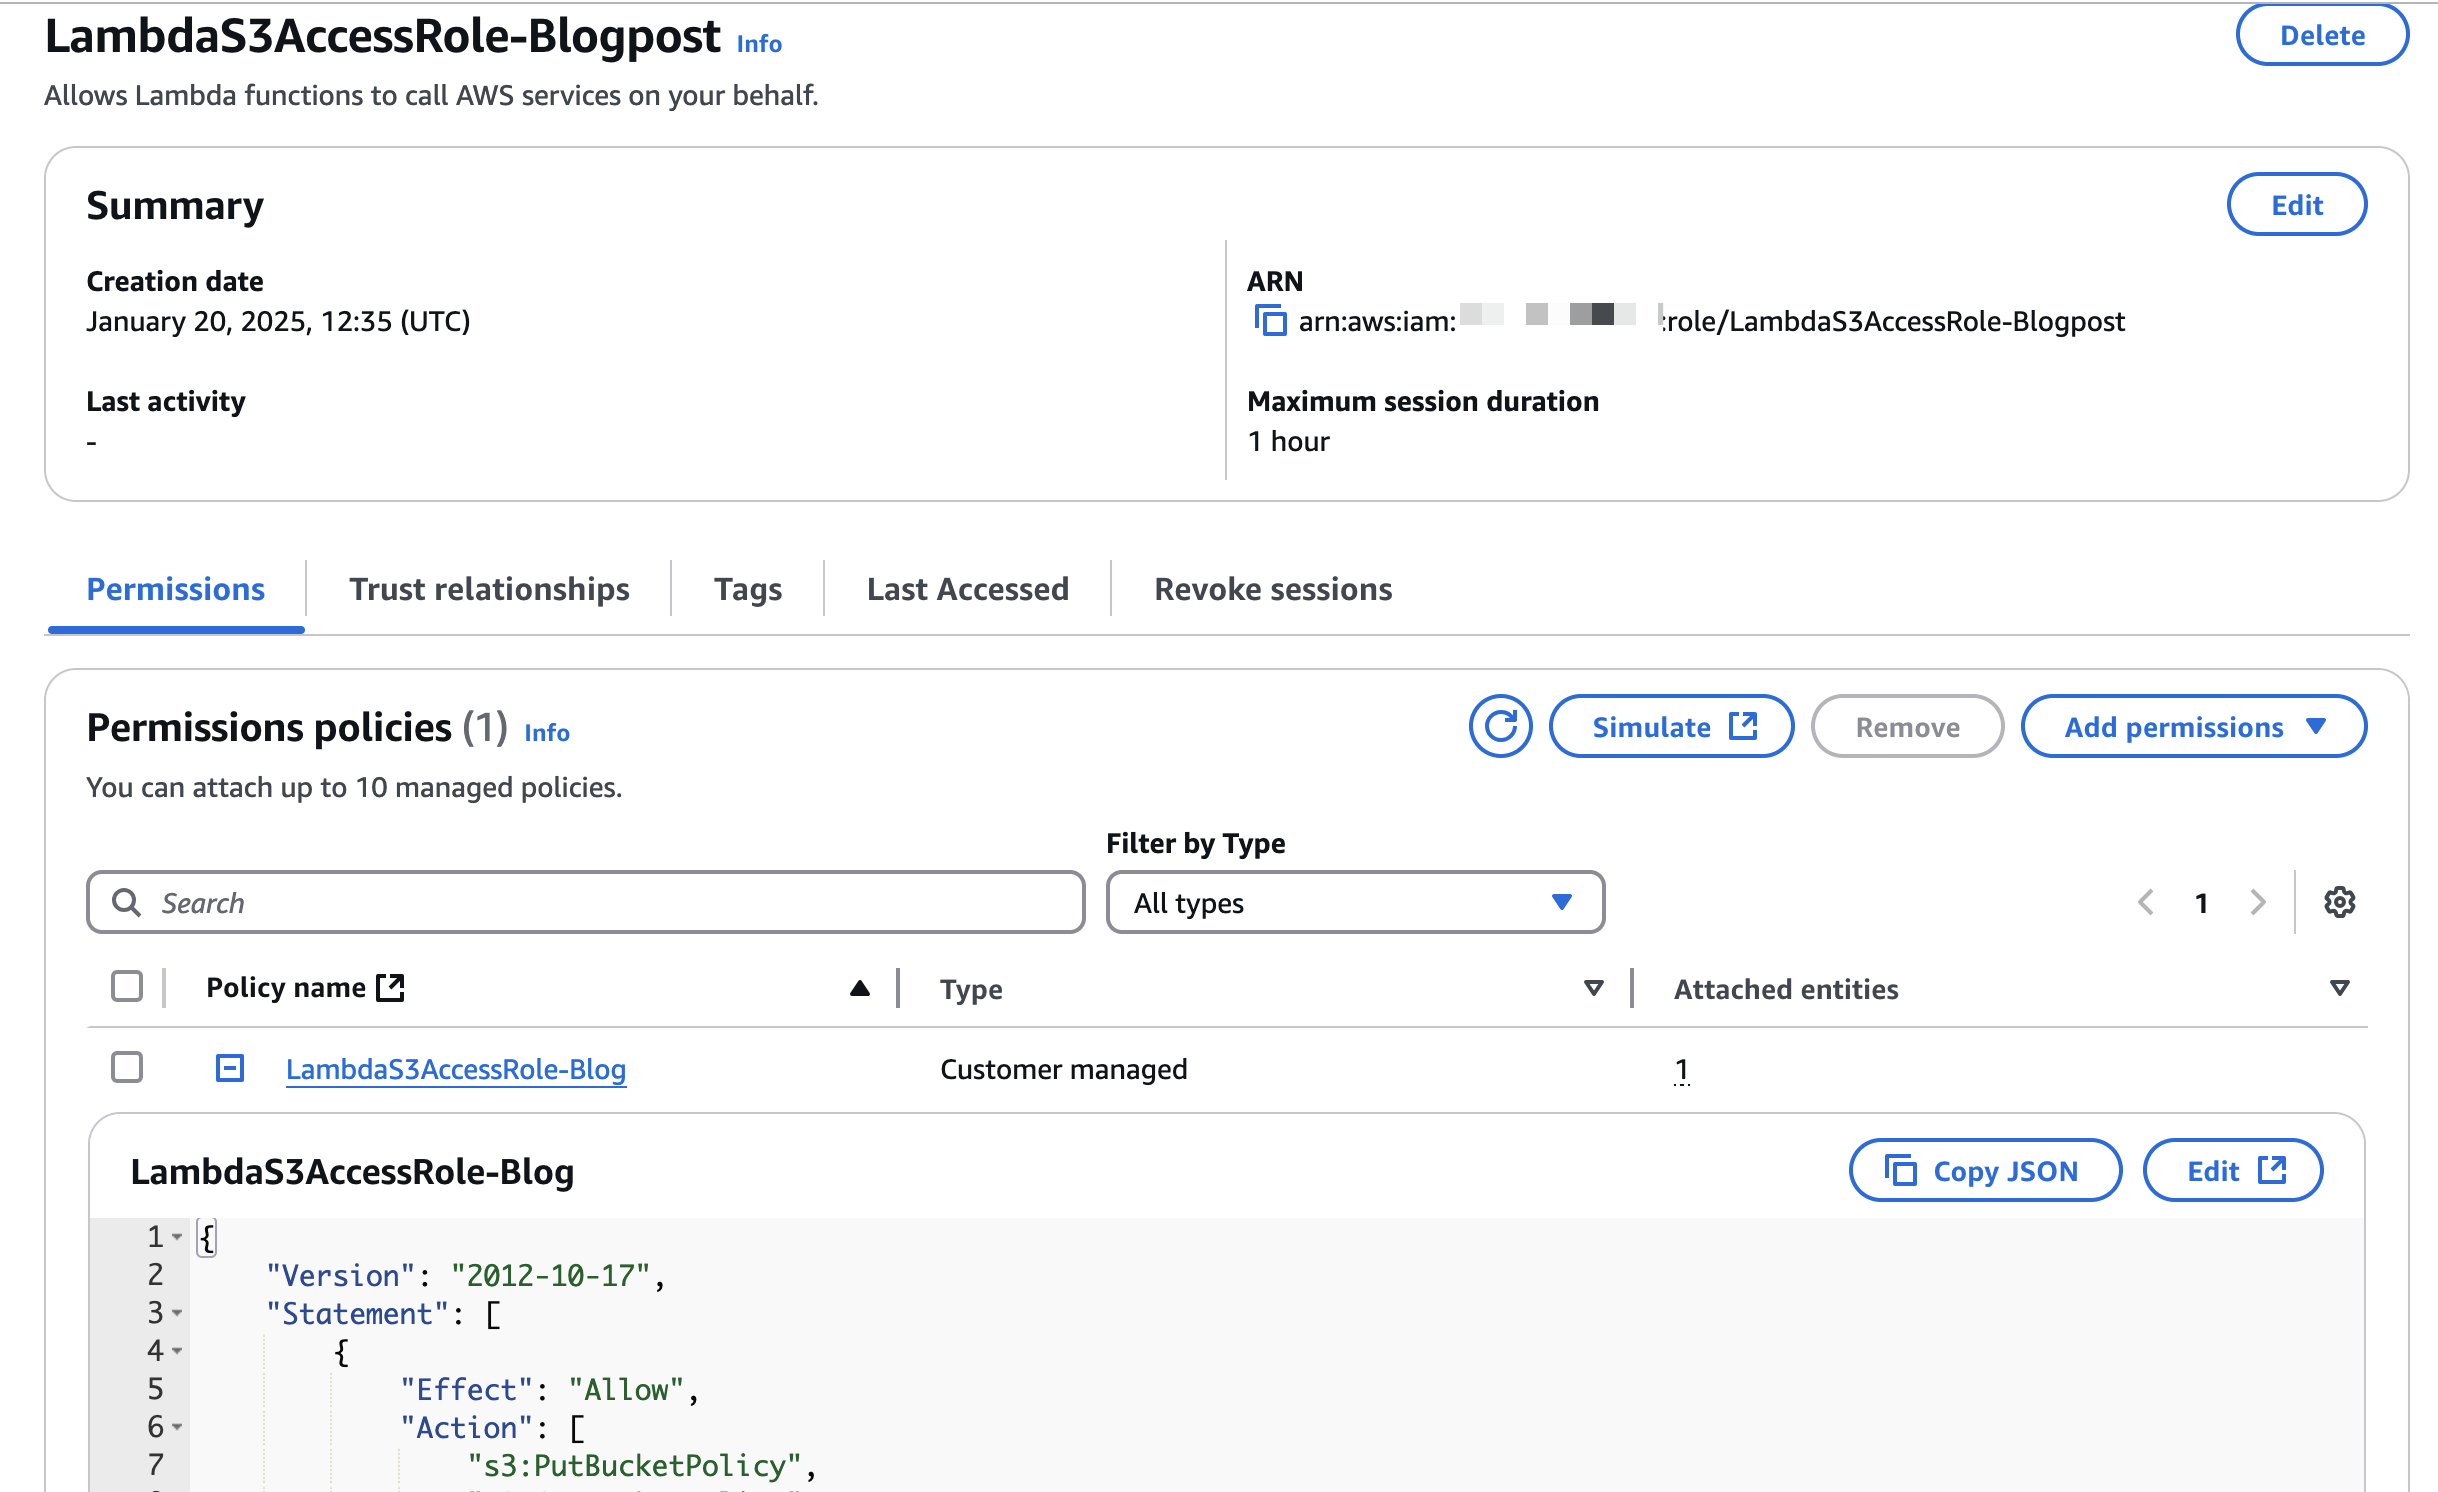 LambdaS3AccessRole-Blogpost Info
Delete
Allows Lambda functions to call AWS services on your behalf.
Summary
Edit
Creation date
January 20, 2025, 12:35 (UTC)
ARN
arn:aws:iam: :role/LambdaS3AccessRole-Blogpost
Last activity
-
Maximum session duration
1 hour
Permissions
Trust relationships
Tags
Last Accessed
Revoke sessions
Permissions policies (1) Info
Simulate
Remove
Add permissions
You can attach up to 10 managed policies.
Filter by Type
Search
All types
1
Policy name
Type
Attached entities
LambdaS3AccessRole-Blog
Customer managed
1
LambdaS3AccessRole-Blog
Copy JSON
Edit
1 {
2 "Version": "2012-10-17",
3 "Statement": [
4 {
5 "Effect": "Allow",
6 "Action": [
7 "s3:PutBucketPolicy",